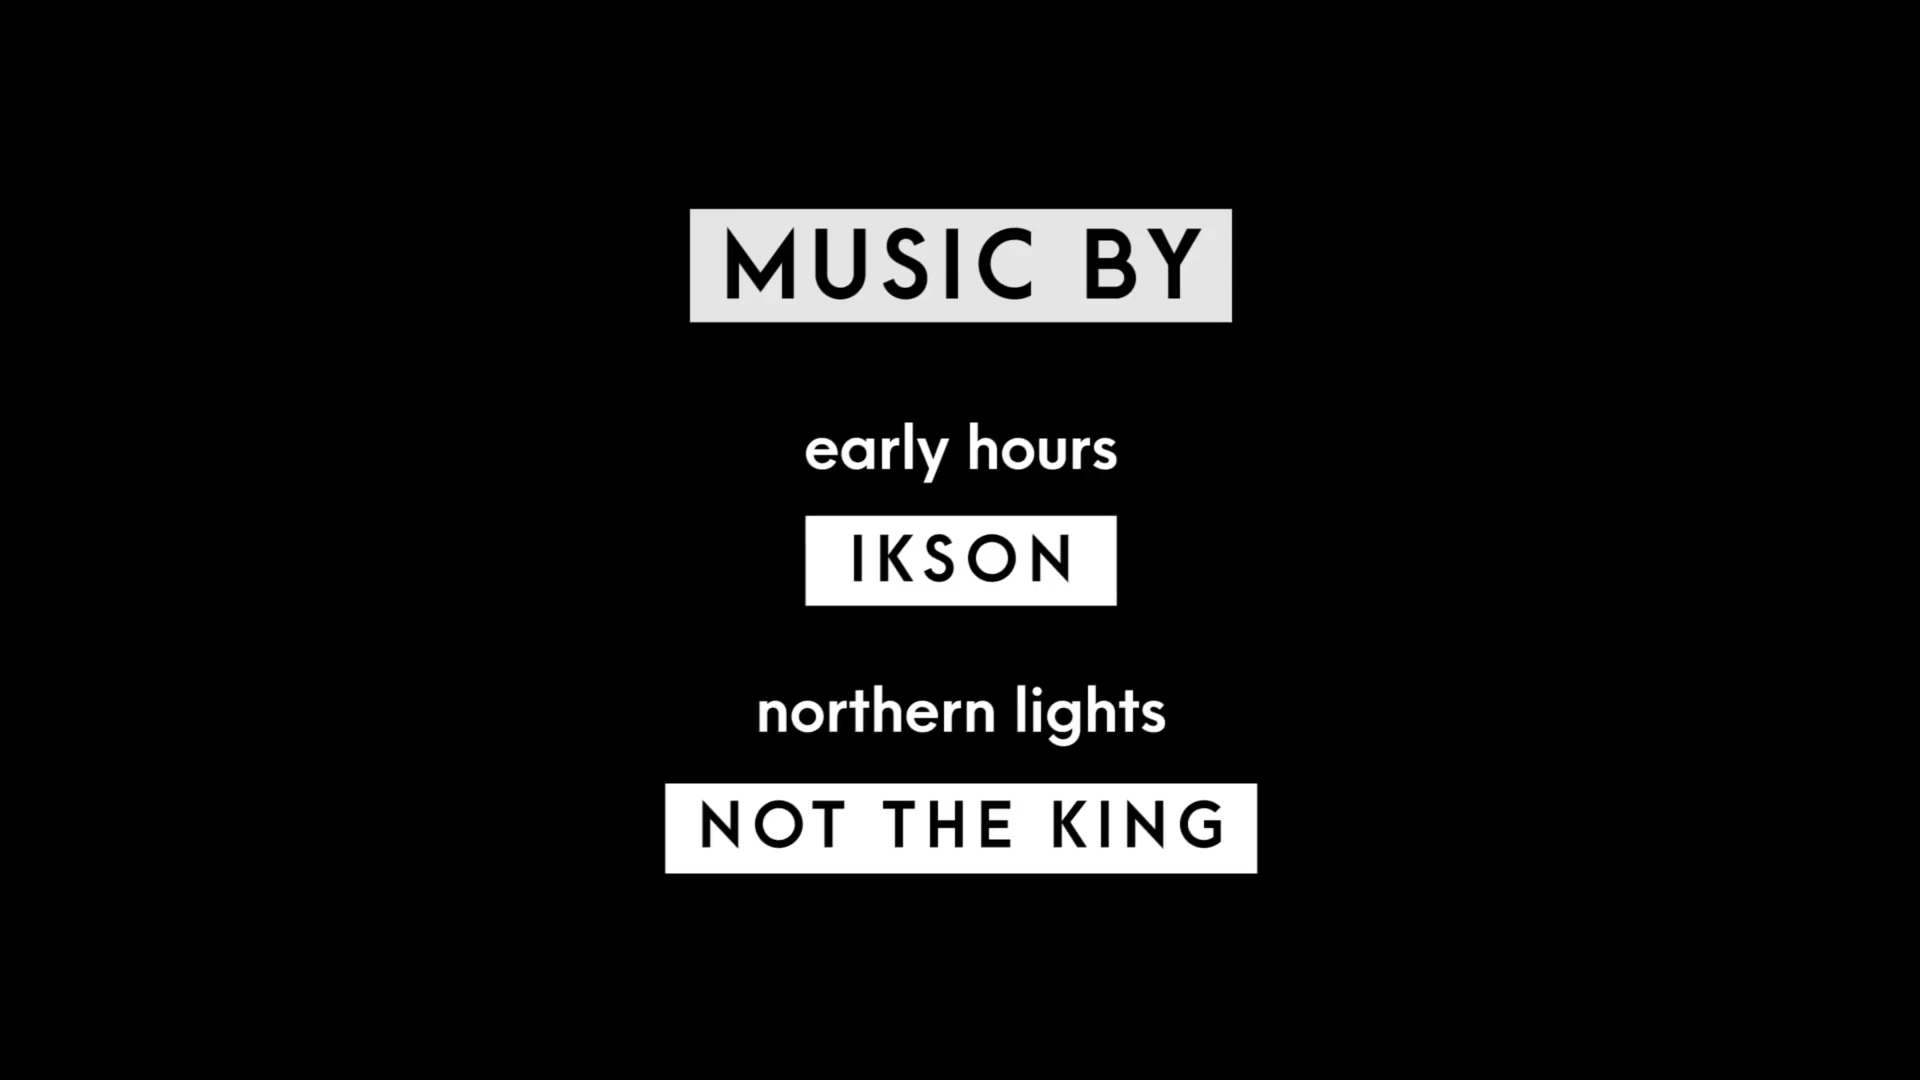 MUSIC BY
early hours
IKSON
northern lights
NOT THE KING